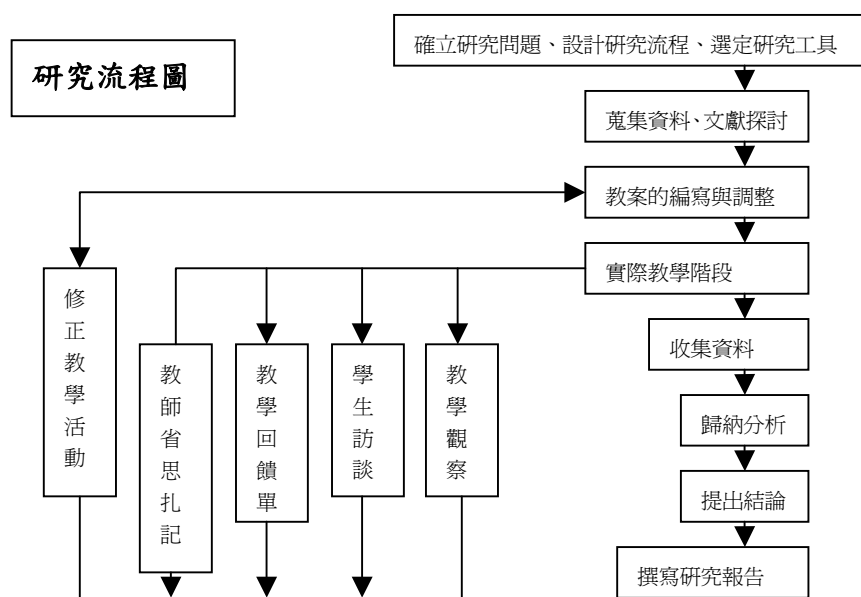 研究流程圖
確立研究問題、設計研究流程、選定研究工具
蒐集資料、文獻探討
教案的編寫與調整
實際教學階段
收集資料
歸納分析
提出結論
撰寫研究報告
修正教學活動
教師省思札記
教學回饋單
學生訪談
教學觀察